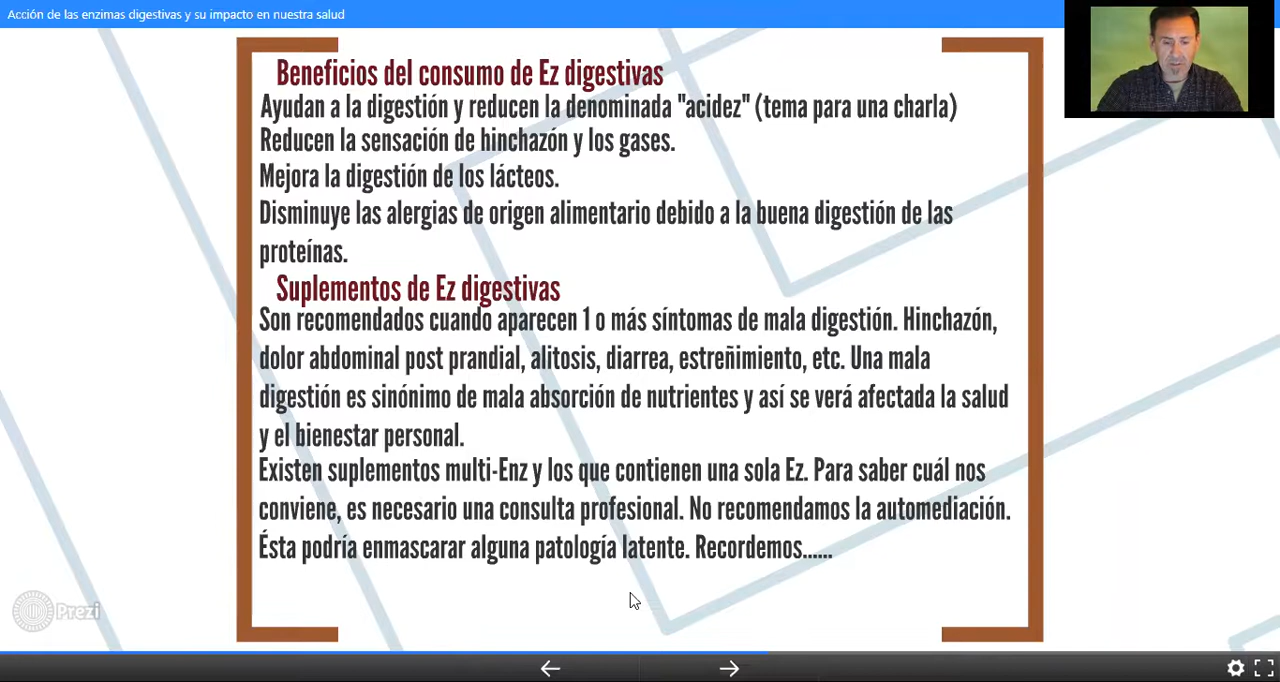 Acción de las enzimas digestivas y su impacto en nuestra salud
Beneficios del consumo de Ez digestivas
Ayudan a la digestión y reducen la denominada "acidez" (tema para una charla)
Reducen la sensación de hinchazón y los gases.
Mejora la digestión de los lácteos.
Disminuye las alergias de origen alimentario debido a la buena digestión de las
proteínas.
Suplementos de Ez digestivas
Son recomendados cuando aparecen 1 o más síntomas de mala digestión. Hinchazón,
dolor abdominal post prandial, alitosis, diarrea, estreñimiento, etc. Una mala
digestión es sinónimo de mala absorción de nutrientes y así se verá afectada la salud
y el bienestar personal.
Existen suplementos multi-Enz y los que contienen una sola Ez. Para saber cuál nos
conviene, es necesario una consulta profesional. No recomendamos la automediación.
Ésta podría enmascarar alguna patología latente. Recordemos......
Prezi